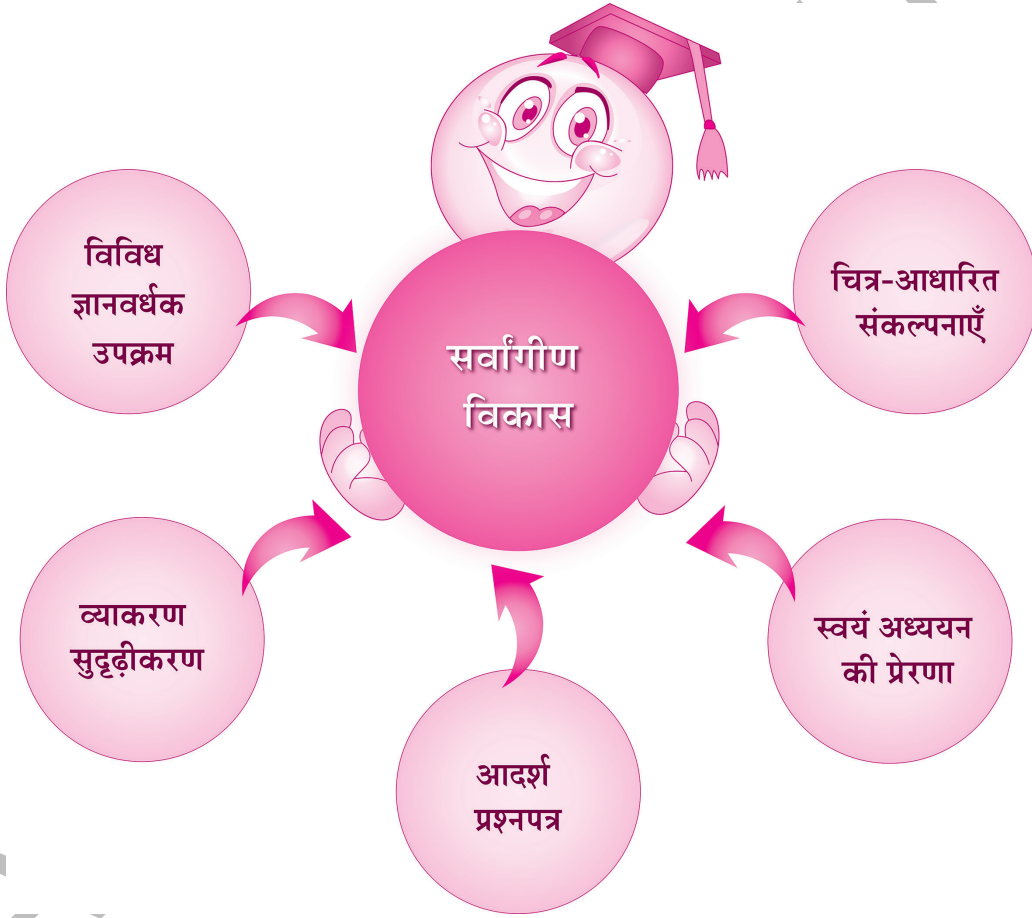 विविध
ज्ञानवर्धक
उपक्रम
चित्र-आधारित
संकल्पनाएँ
सर्वांगीण
विकास
व्याकरण
सुदृढ़ीकरण
स्वयं अध्ययन
की प्रेरणा
आदर्श
प्रश्नपत्र